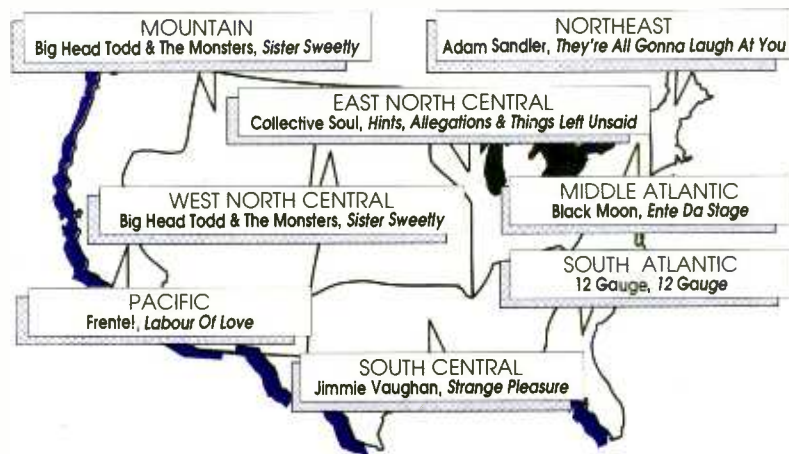 MOUNTAIN
Big Head Todd & The Monsters, Sister Sweetly
NORTHEAST
Adam Sandler, They're All Gonna Laugh At You
EAST NORTH CENTRAL
Collective Soul, Hints, Allegations & Things Left Unsaid
WEST NORTH CENTRAL
Big Head Todd & The Monsters, Sister Sweetly
MIDDLE ATLANTIC
Black Moon, Ente Da Stage
SOUTH ATLANTIC
12 Gauge, 12 Gauge
PACIFIC
Frente!, Labour Of Love
SOUTH CENTRAL
Jimmie Vaughan, Strange Pleasure